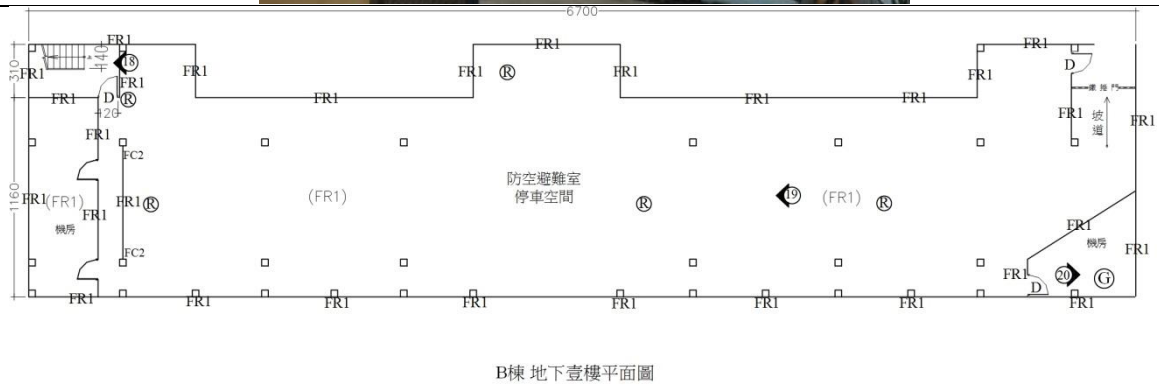 6700
FR1 FR1 FR1
140 18 D
310 FR1 FR1 FR1 FR1 Ⓡ FR1 FR1
FR1 D Ⓡ FR1 FR1 FR1 鐵捲門
120 FR1 坡道 FR1
FR1
FC2
防空避難室
停車空間
1160 FR1 (FR1) FR1 Ⓡ (FR1) Ⓡ 19 (FR1) Ⓡ
FR1
機房
FR1
機房
FC2 FR1
FR1 20 Ⓖ
D
FR1 FR1 FR1 FR1 FR1 FR1 FR1 FR1
B棟 地下壹樓平面圖